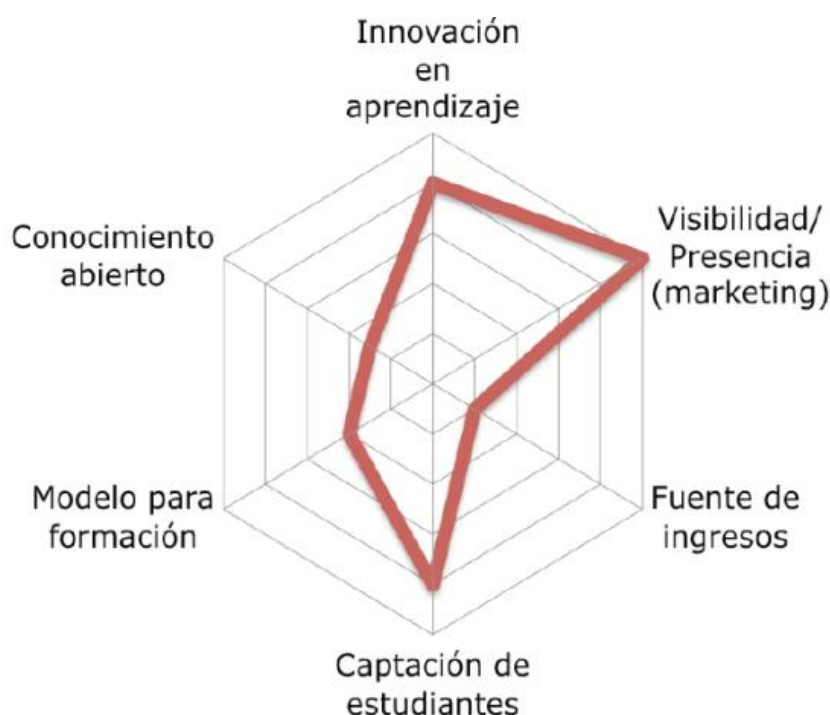 Innovación
en
aprendizaje
Visibilidad/
Presencia
(marketing)
Fuente de
ingresos
Captación de
estudiantes
Modelo para
formación
Conocimiento
abierto